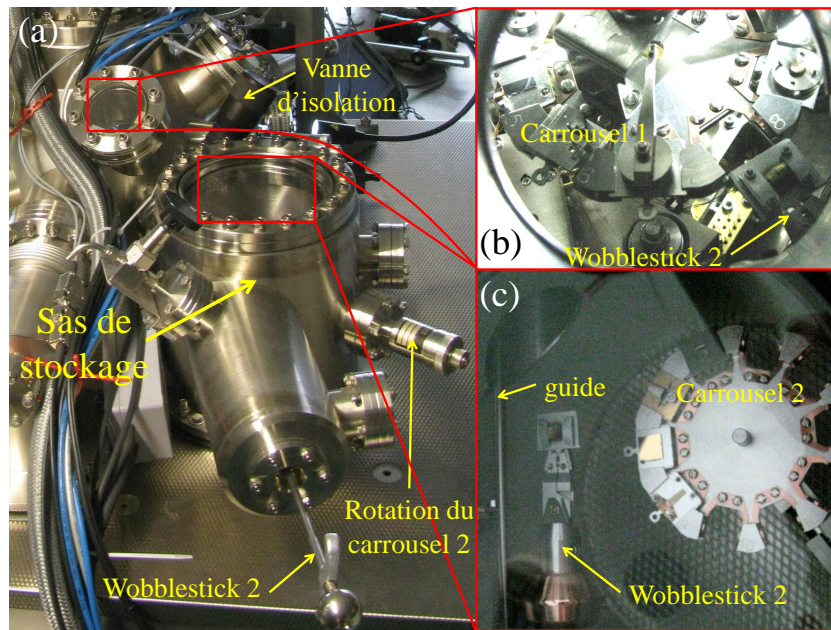 (a)
Vanne
d'isolation
Sas de
stockage
Rotation du
carrousel 2
Wobblestick 2
Carrousel 1
8
Wobblestick 2
(b)
(c)
guide
Carrousel 2
Wobblestick 2